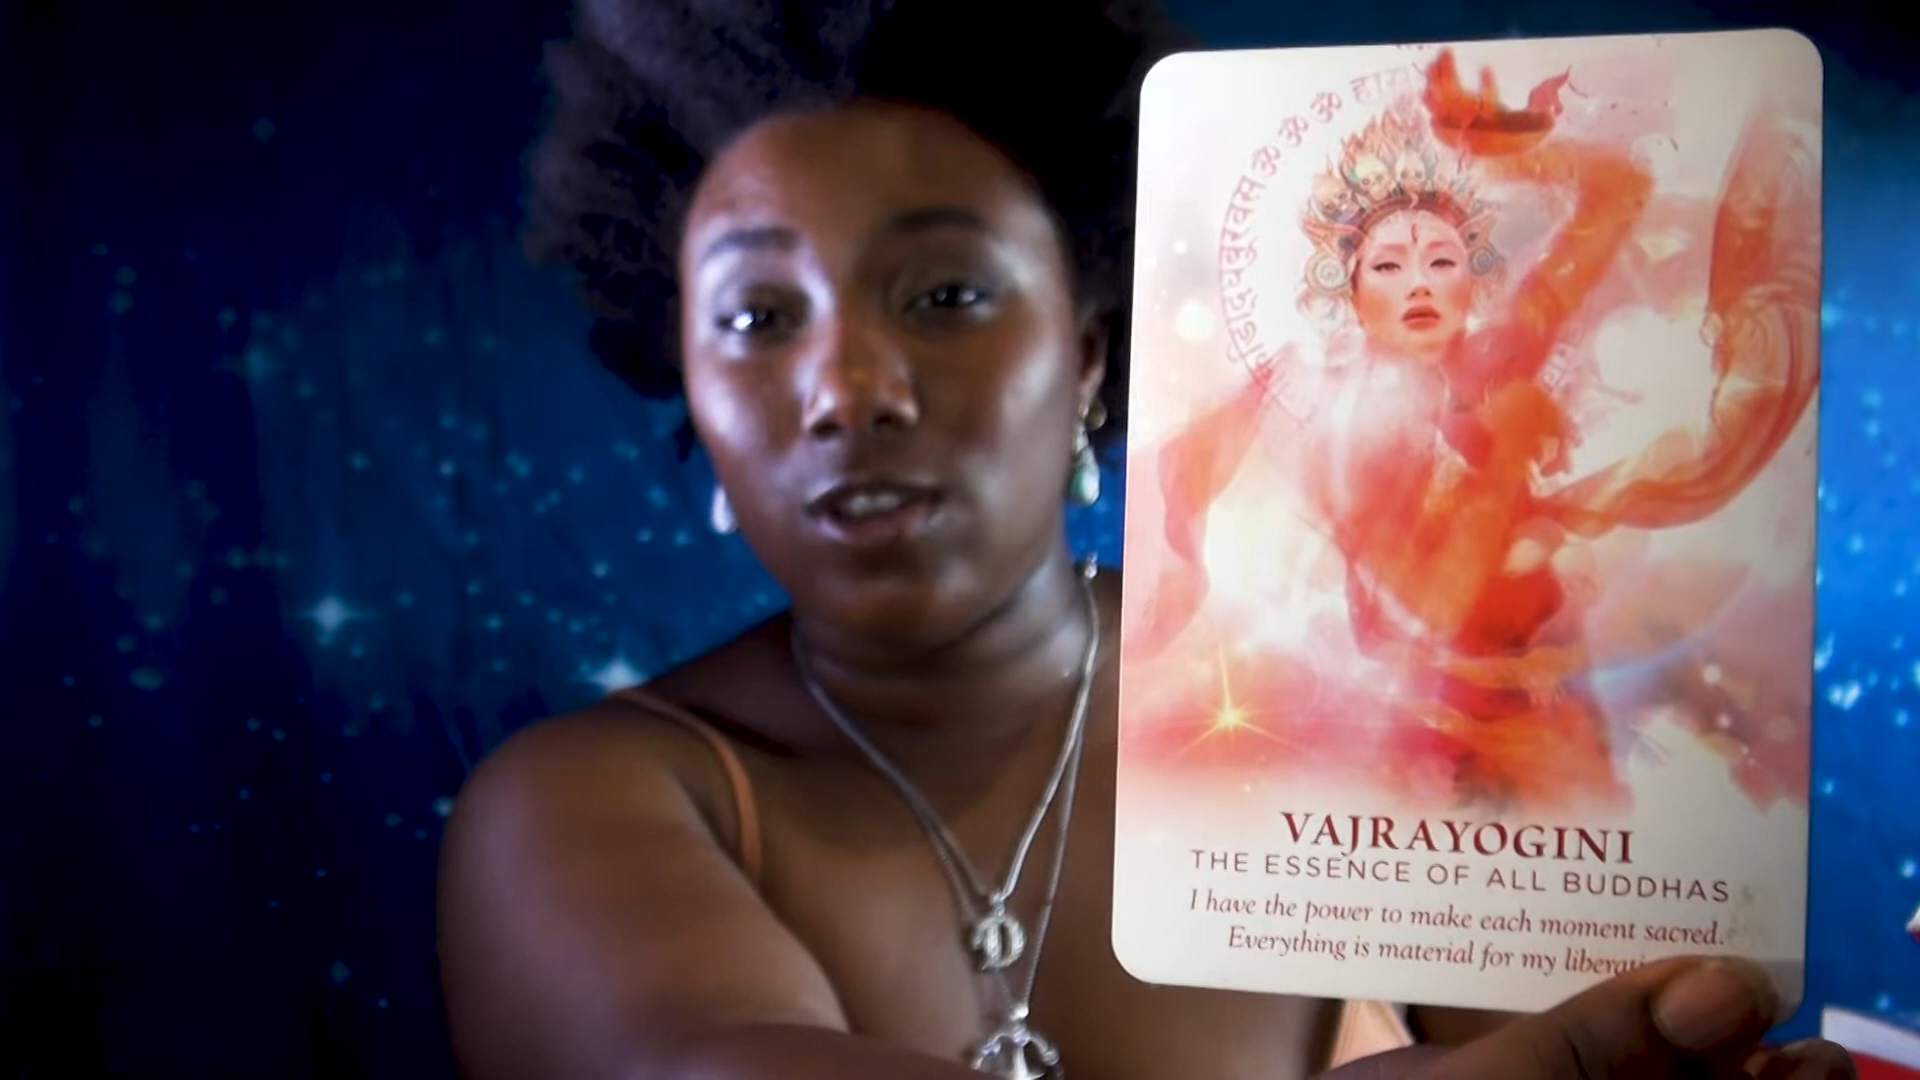 ॐ ॐ ॐ ॐ
VAJRAYOGINI
THE ESSENCE OF ALL BUDDHAS
I have the power to make each moment sacred.
Everything is material for my